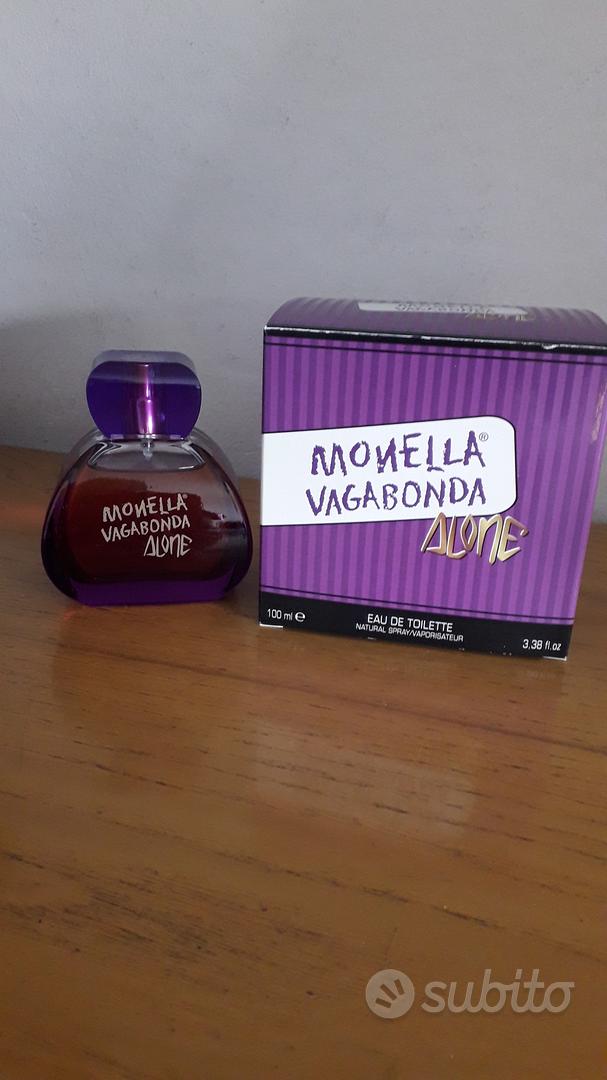 MONELLA®
VAGABONDA
ALONE
MONELLA®
VAGABONDA
ALONE
100 ml e
EAU DE TOILETTE
NATURAL SPRAY/VAPORISATEUR
3,38 fl.oz
subito